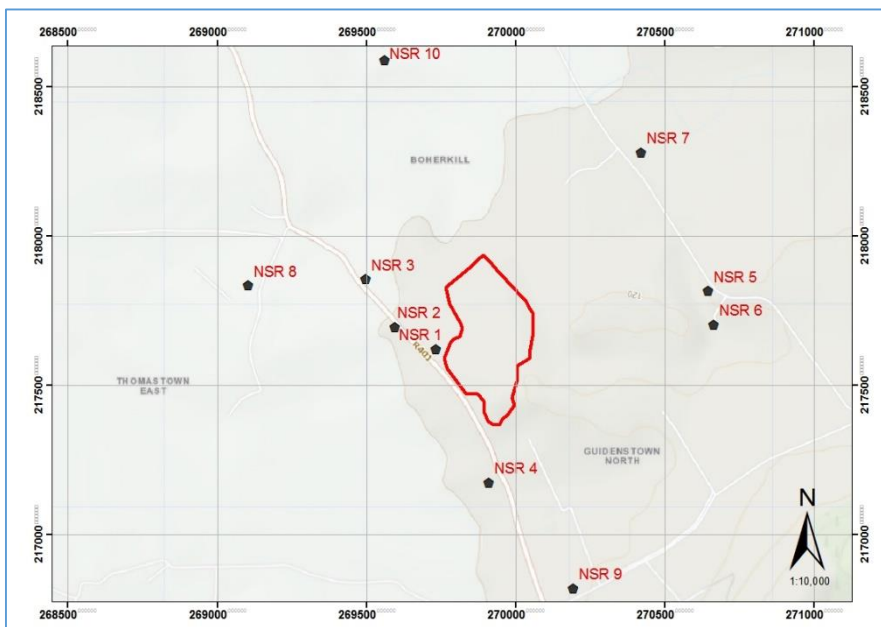 268500 269000 269500 270000 270500 271000
NSR 10
218500
218500
NSR 7
BOHERKILL
218000
218000
NSR 3
NSR 8
NSR 5
120
NSR 2
NSR 6
NSR 1
R401
217500
217500
THOMASTOWN
EAST
GUIDENSTOWN
NORTH
NSR 4
N
217000
217000
NSR 9
1:10,000
268500 269000 269500 270000 270500 271000